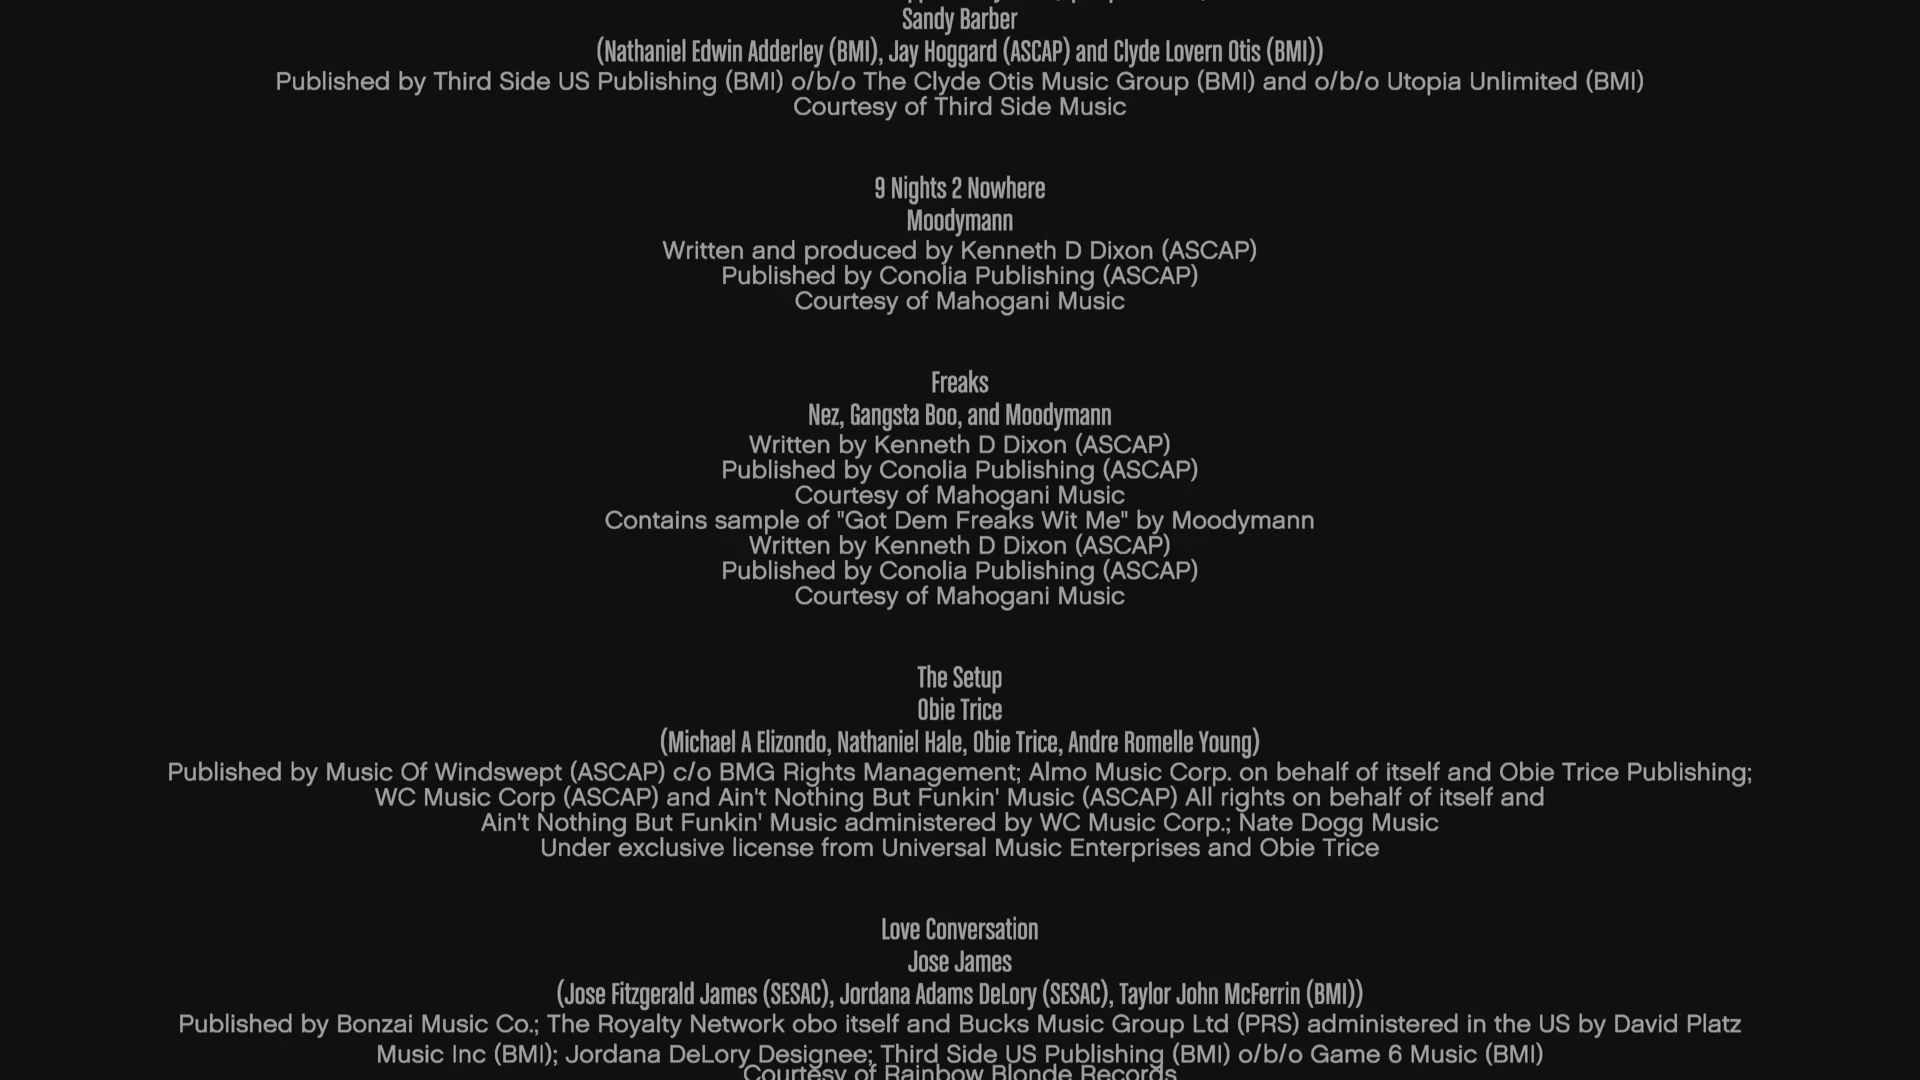 Sandy Barber
(Nathaniel Edwin Adderley (BMI), Jay Hoggard (ASCAP) and Clyde Lovern Otis (BMI))
Published by Third Side US Publishing (BMI) o/b/o The Clyde Otis Music Group (BMI) and o/b/o Utopia Unlimited (BMI)
Courtesy of Third Side Music
9 Nights 2 Nowhere
Moodymann
Written and produced by Kenneth D Dixon (ASCAP)
Published by Conolia Publishing (ASCAP)
Courtesy of Mahogani Music
Freaks
Nez, Gangsta Boo, and Moodymann
Written by Kenneth D Dixon (ASCAP)
Published by Conolia Publishing (ASCAP)
Courtesy of Mahogani Music
Contains sample of "Got Dem Freaks Wit Me" by Moodymann
Written by Kenneth D Dixon (ASCAP)
Published by Conolia Publishing (ASCAP)
Courtesy of Mahogani Music
The Setup
Obie Trice
(Michael A Elizondo, Nathaniel Hale, Obie Trice, Andre Romelle Young)
Published by Music Of Windswept (ASCAP) c/o BMG Rights Management; Almo Music Corp. on behalf of itself and Obie Trice Publishing;
WC Music Corp (ASCAP) and Ain't Nothing But Funkin' Music (ASCAP) All rights on behalf of itself and
Ain't Nothing But Funkin' Music administered by WC Music Corp.; Nate Dogg Music
Under exclusive license from Universal Music Enterprises and Obie Trice
Love Conversation
Jose James
(Jose Fitzgerald James (SESAC), Jordana Adams DeLory (SESAC), Taylor John McFerrin (BMI))
Published by Bonzai Music Co.; The Royalty Network obo itself and Bucks Music Group Ltd (PRS) administered in the US by David Platz
Music Inc (BMI); Jordana DeLory Designee; Third Side US Publishing (BMI) o/b/o Game 6 Music (BMI)
Courtesy of Rainbow Blonde Records